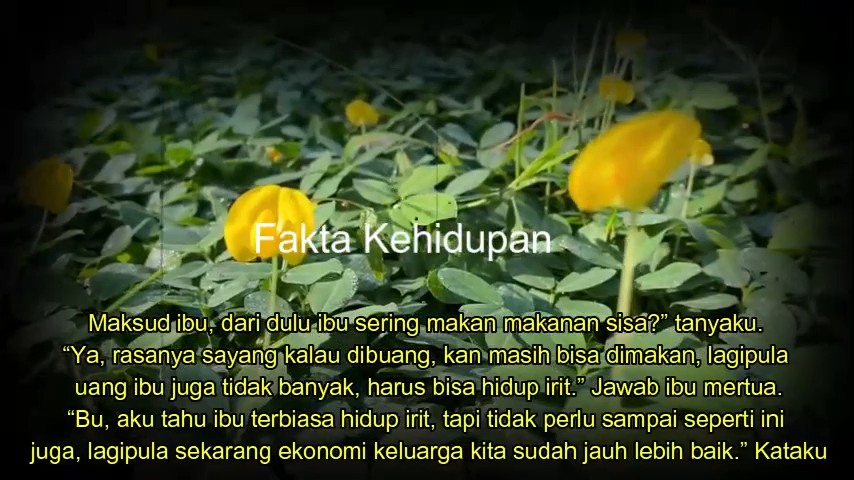 Fakta Kehidupan
Maksud ibu, dari dulu ibu sering makan makanan sisa?” tanyaku.
“Ya, rasanya sayang kalau dibuang, kan masih bisa dimakan, lagipula
uang ibu juga tidak banyak, harus bisa hidup irit.” Jawab ibu mertua.
“Bu, aku tahu ibu terbiasa hidup irit, tapi tidak perlu sampai seperti ini
juga, lagipula sekarang ekonomi keluarga kita sudah jauh lebih baik.” Kataku